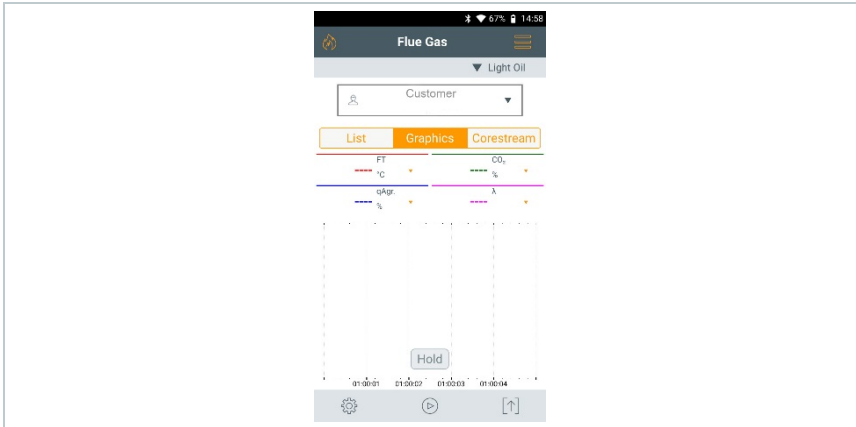 67% 14:58
Flue Gas
Light Oil
Customer
List Graphics Corestream
FT CO₂
---- °C ---- %
qAgr. λ
---- % ----
Hold
01:00:01 01:00:02 01:00:03 01:00:04